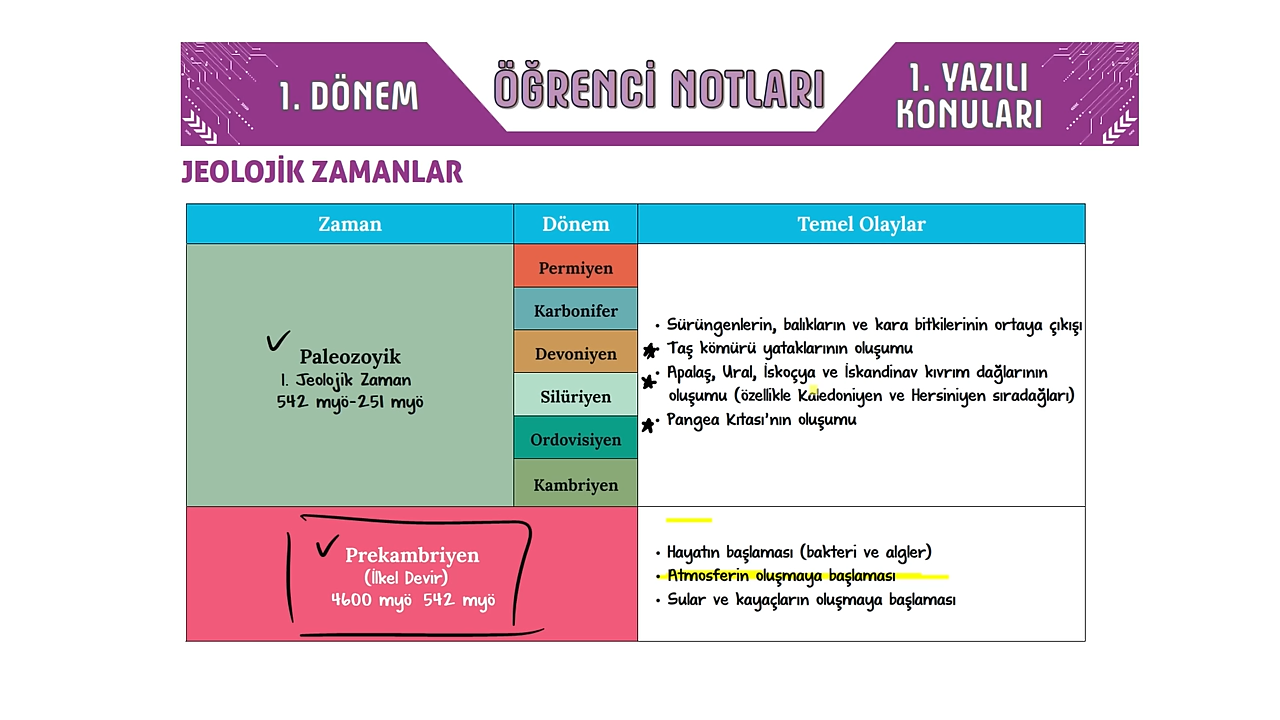 1. DÖNEM
ÖĞRENCİ NOTLARI
1. YAZILI
KONULARI
JEOLOJİK ZAMANLAR
Zaman
Dönem
Temel Olaylar
Paleozoyik
1. Jeolojik Zaman
542 myö-251 myö
Permiyen
Karbonifer
Devoniyen
Silüriyen
Ordovisiyen
Kambriyen
• Sürüngenlerin, balıkların ve kara bitkilerinin ortaya çıkışı
• Taş kömürü yataklarının oluşumu
• Apalaş, Ural, İskoçya ve İskandinav kıvrım dağlarının
oluşumu (özellikle Kaledoniyen ve Hersiniyen sıradağları)
• Pangea Kıtası'nın oluşumu
Prekambriyen
(İlkel Devir)
4600 myö 542 myö
• Hayatın başlaması (bakteri ve algler)
• Atmosferin oluşmaya başlaması
• Sular ve kayaçların oluşmaya başlaması